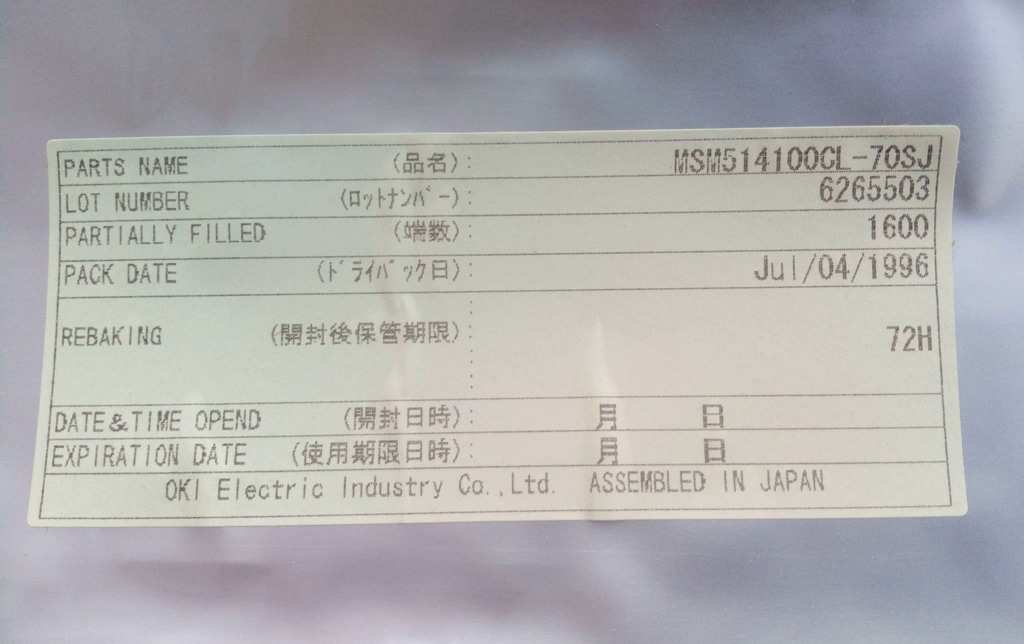 PARTS NAME (品名): MSM514100CL-70SJ
LOT NUMBER (ﾛｯﾄﾅﾝﾊﾞｰ): 6265503
PARTIALLY FILLED (端数): 1600
PACK DATE (ﾄﾞﾗｲﾊﾟｯｸ日): Jul/04/1996
REBAKING (開封後保管期限): 72H
DATE&TIME OPEND (開封日時): 月 日
EXPIRATION DATE (使用期限日時): 月 日
OKI Electric Industry Co.,Ltd. ASSEMBLED IN JAPAN